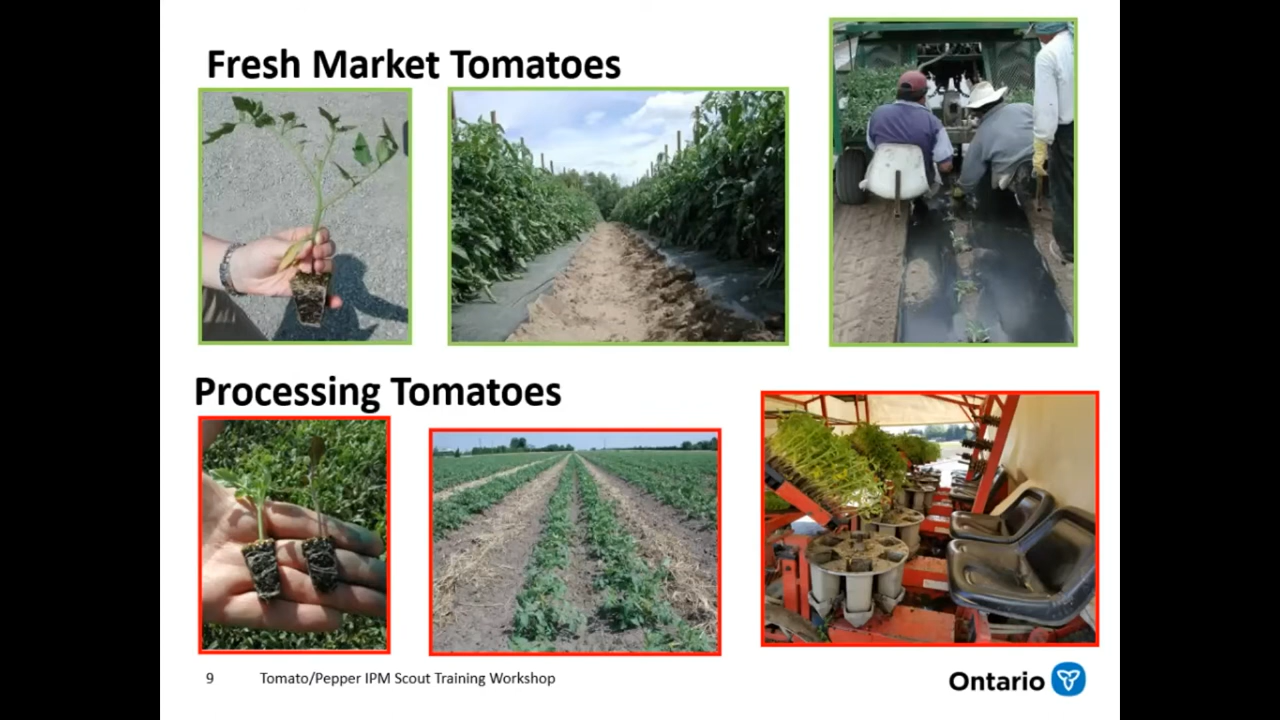 Fresh Market Tomatoes
Processing Tomatoes
9 Tomato/Pepper IPM Scout Training Workshop
Ontario